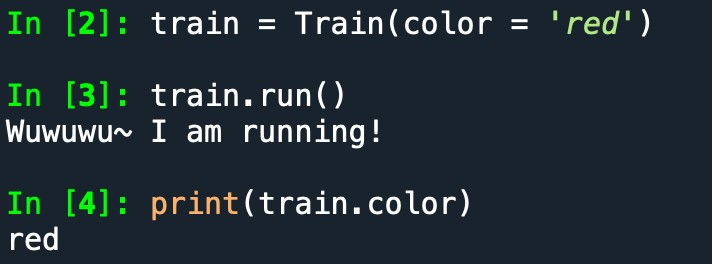 In [2]: train = Train(color = 'red')
In [3]: train.run()
Wuwuwu~ I am running!
In [4]: print(train.color)
red